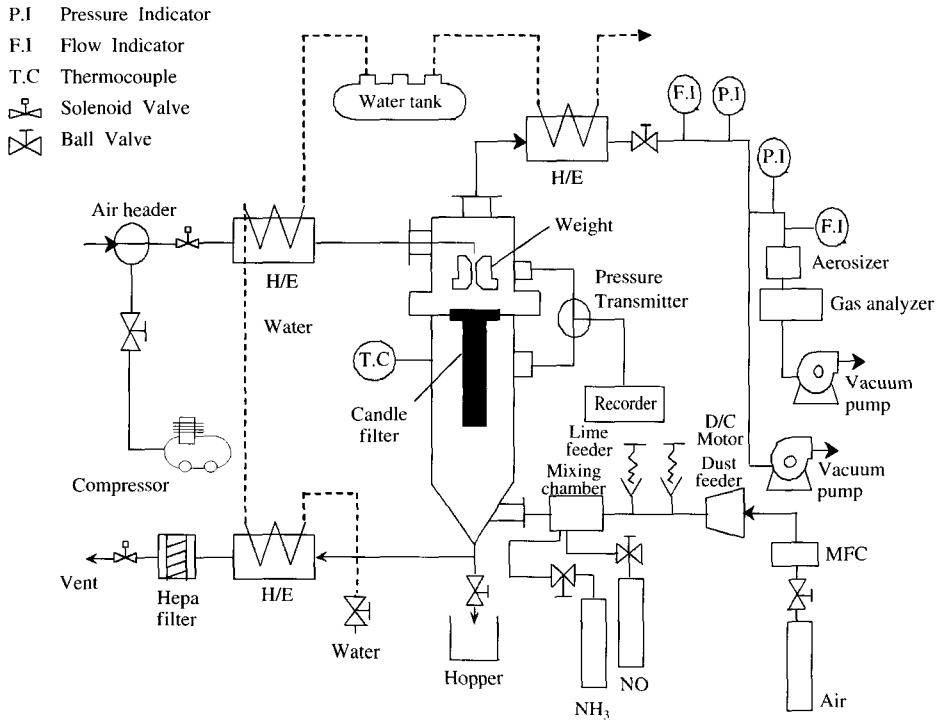 P.I Pressure Indicator
F.I Flow Indicator
T.C Thermocouple
Solenoid Valve
Ball Valve
Water tank
F.I
P.I
P.I
H/E
Air header
Weight
F.I
Aerosizer
H/E
Pressure
Transmitter
Gas analyzer
Water
T.C
Vacuum
pump
Candle
filter
Recorder
D/C
Motor
Lime
feeder
Dust
feeder
Mixing
chamber
Vacuum
pump
Compressor
MFC
Vent
Hepa
filter
H/E
Water
Hopper
NH3
NO
Air